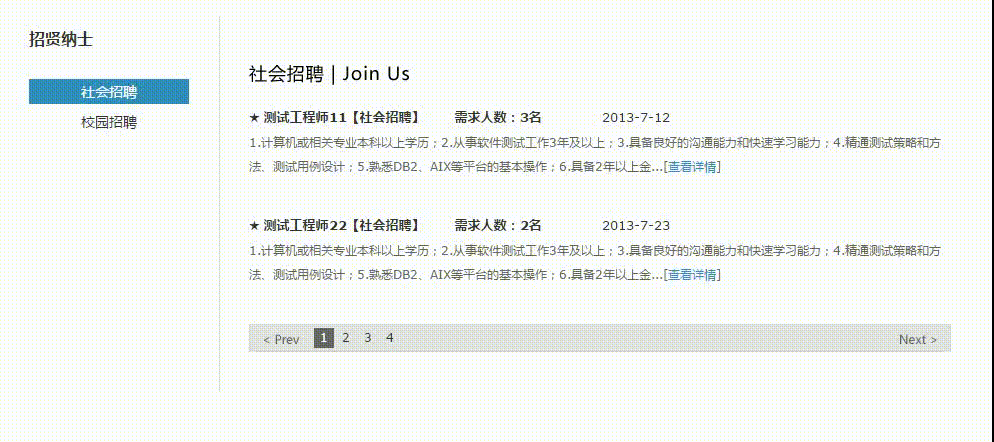 招贤纳士
社会招聘
校园招聘
社会招聘 | Join Us
★ 测试工程师11【社会招聘】 需求人数：3名 2013-7-12
1.计算机或相关专业本科以上学历；2.从事软件测试工作3年及以上；3.具备良好的沟通能力和快速学习能力；4.精通测试策略和方
法、测试用例设计；5.熟悉DB2、AIX等平台的基本操作；6.具备2年以上金...[查看详情]
★ 测试工程师22【社会招聘】 需求人数：2名 2013-7-23
1.计算机或相关专业本科以上学历；2.从事软件测试工作3年及以上；3.具备良好的沟通能力和快速学习能力；4.精通测试策略和方
法、测试用例设计；5.熟悉DB2、AIX等平台的基本操作；6.具备2年以上金...[查看详情]
< Prev 1 2 3 4 Next >